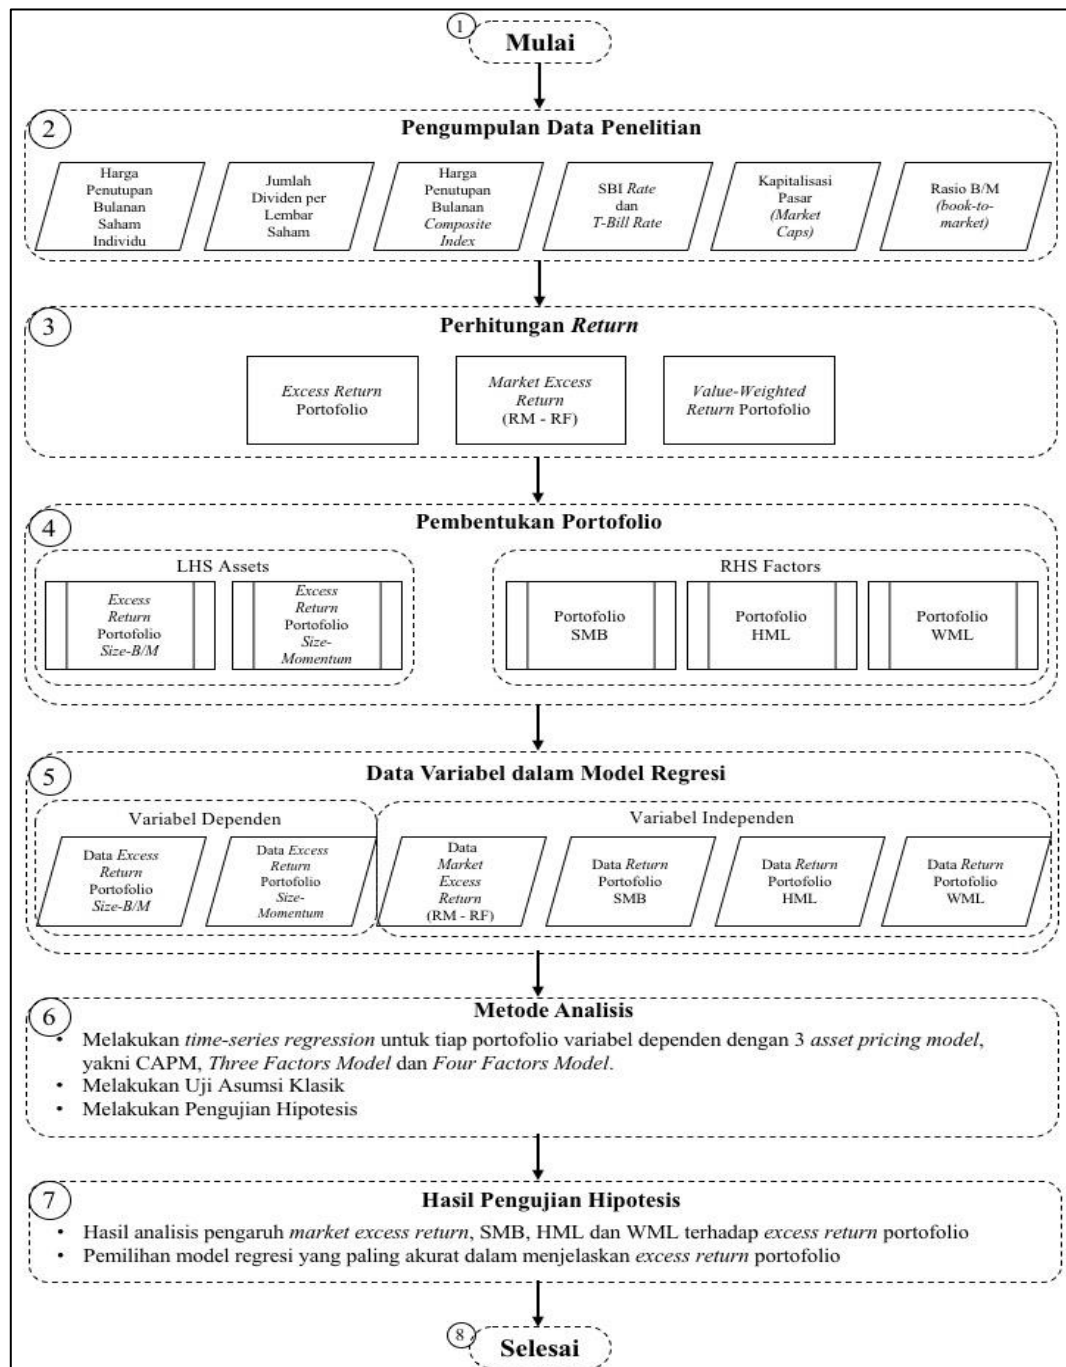 1
Mulai
2
Pengumpulan Data Penelitian
Harga
Penutupan
Bulanan
Saham
Individu
Jumlah
Dividen per
Lembar
Saham
Harga
Penutupan
Bulanan
Composite
Index
SBI Rate
dan
T-Bill Rate
Kapitalisasi
Pasar
(Market
Caps)
Rasio B/M
(book-to-
market)
3
Perhitungan Return
Excess Return
Portofolio
Market Excess
Return
(RM - RF)
Value-Weighted
Return Portofolio
4
Pembentukan Portofolio
LHS Assets
Excess
Return
Portofolio
Size-B/M
Excess
Return
Portofolio
Size-
Momentum
RHS Factors
Portofolio
SMB
Portofolio
HML
Portofolio
WML
5
Data Variabel dalam Model Regresi
Variabel Dependen
Data Excess
Return
Portofolio
Size-B/M
Data Excess
Return
Portofolio
Size-
Momentum
Variabel Independen
Data
Market
Excess
Return
(RM - RF)
Data Return
Portofolio
SMB
Data Return
Portofolio
HML
Data Return
Portofolio
WML
6
Metode Analisis
• Melakukan time-series regression untuk tiap portofolio variabel dependen dengan 3 asset pricing model,
yakni CAPM, Three Factors Model dan Four Factors Model.
• Melakukan Uji Asumsi Klasik
• Melakukan Pengujian Hipotesis
7
Hasil Pengujian Hipotesis
• Hasil analisis pengaruh market excess return, SMB, HML dan WML terhadap excess return portofolio
• Pemilihan model regresi yang paling akurat dalam menjelaskan excess return portofolio
8
Selesai